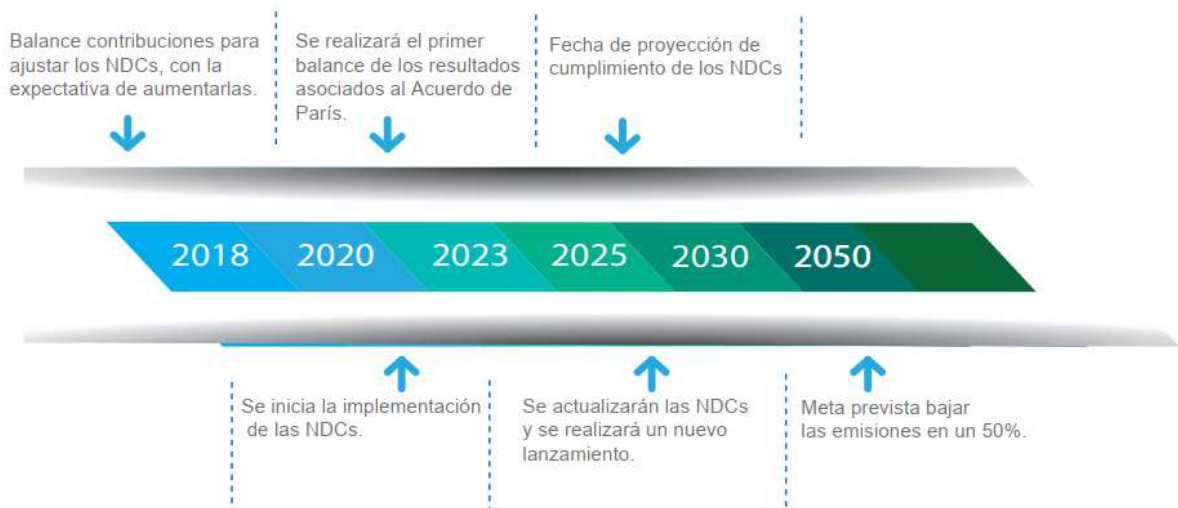 Balance contribuciones para
ajustar los NDCs, con la
expectativa de aumentarlas.
Se realizará el primer
balance de los resultados
asociados al Acuerdo de
París.
Fecha de proyección de
cumplimiento de los NDCs
2018 2020 2023 2025 2030 2050
Se inicia la implementación
de las NDCs.
Se actualizarán las NDCs
y se realizará un nuevo
lanzamiento.
Meta prevista bajar
las emisiones en un 50%.